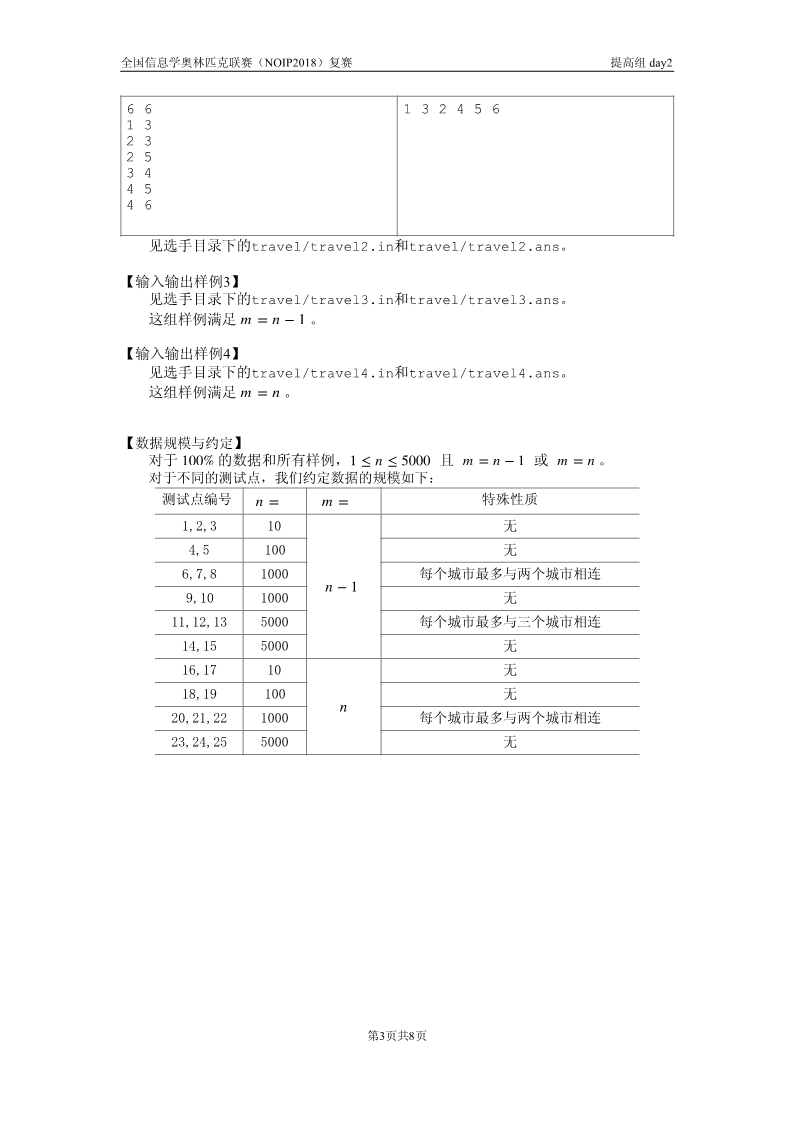 全国信息学奥林匹克联赛（NOIP2018）复赛 提高组 day2
6 6 1 3 2 4 5 6
1 3
2 3
2 5
3 4
4 5
4 6
见选手目录下的travel/travel2.in和travel/travel2.ans。
【输入输出样例3】
见选手目录下的travel/travel3.in和travel/travel3.ans。
这组样例满足 m = n − 1 。
【输入输出样例4】
见选手目录下的travel/travel4.in和travel/travel4.ans。
这组样例满足 m = n 。
【数据规模与约定】
对于 100% 的数据和所有样例，1 ≤ n ≤ 5000 且 m = n − 1 或 m = n 。
对于不同的测试点，我们约定数据的规模如下：
测试点编号 n = m = 特殊性质
1,2,3 10 无
4,5 100 无
6,7,8 1000 每个城市最多与两个城市相连
n − 1
9,10 1000 无
11,12,13 5000 每个城市最多与三个城市相连
14,15 5000 无
16,17 10 无
18,19 100 无
n
20,21,22 1000 每个城市最多与两个城市相连
23,24,25 5000 无
第3页共8页